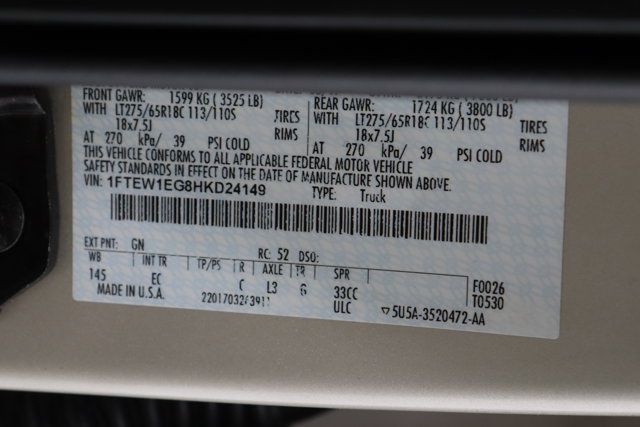 FRONT GAWR: 1599 KG ( 3525 LB) REAR GAWR: 1724 KG ( 3800 LB)
WITH LT275/65R18C 113/110S TIRES WITH LT275/65R18C 113/110S TIRES
18x7.5J RIMS 18x7.5J RIMS
AT 270 kPa/ 39 PSI COLD AT 270 kPa/ 39 PSI COLD
THIS VEHICLE CONFORMS TO ALL APPLICABLE FEDERAL MOTOR VEHICLE
SAFETY STANDARDS IN EFFECT ON THE DATE OF MANUFACTURE SHOWN ABOVE.
VIN: 1FTEW1EG8HKD24149 TYPE: Truck
EXT PNT: GN RC: 52 DSO:
WB INT TR TP/PS R AXLE TR SPR F0026
145 EC C L3 G 33CC T0530
MADE IN U.S.A. ULC ▽5U5A-3520472-AA